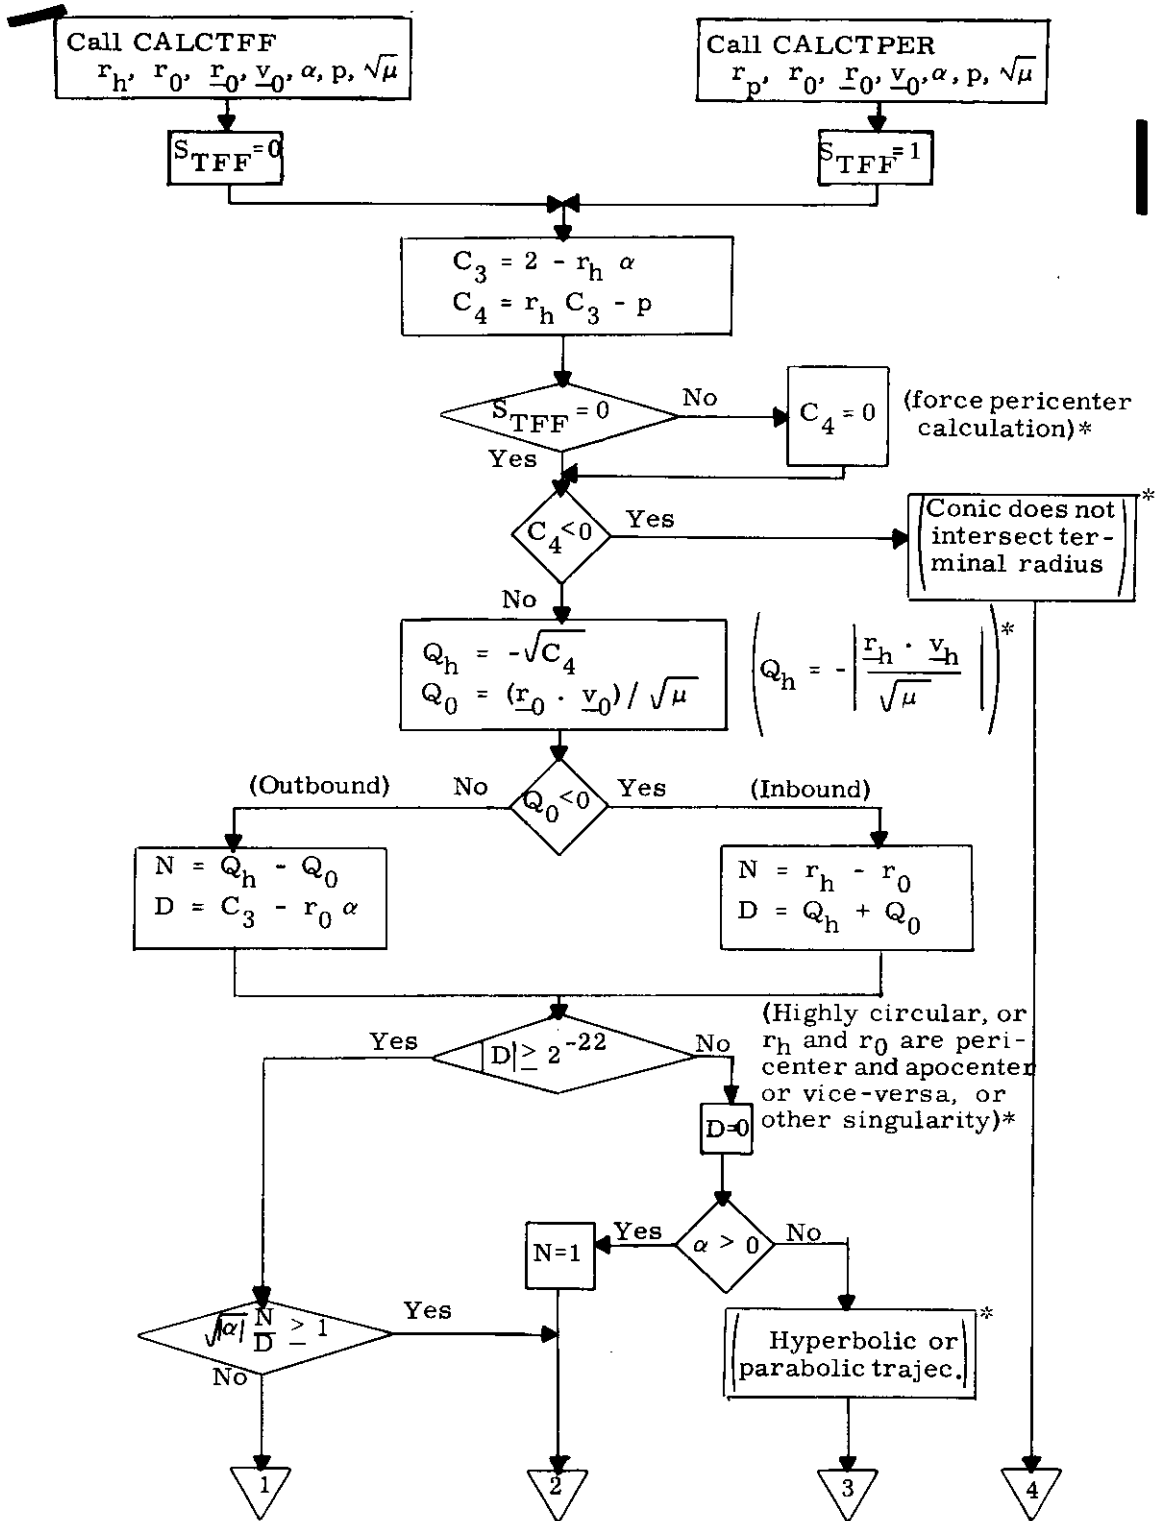 Call CALCTFF
r_h, r_0, r_0, v_0, α, p, √μ
Call CALCTPER
r_p, r_0, r_0, v_0, α, p, √μ
S_TFF = 0
S_TFF = 1
C_3 = 2 - r_h α
C_4 = r_h C_3 - p
S_TFF = 0
No
Yes
C_4 = 0
(force pericenter
calculation)*
C_4 <0
Yes
No
(Conic does not
intersect ter-
minal radius)*
Q_h = -√C_4
Q_0 = (r_0 · v_0) / √μ
(Q_h = -|r_h · v_h / √μ|)*
Q_0 <0
(Outbound)
No
Yes
(Inbound)
N = Q_h - Q_0
D = C_3 - r_0 α
N = r_h - r_0
D = Q_h + Q_0
|D| ≥ 2^-22
Yes
No
(Highly circular, or
r_h and r_0 are peri-
center and apocenter
or vice-versa, or
other singularity)*
D=0
α > 0
Yes
No
N=1
√|α| N/D ≥ 1
Yes
No
(Hyperbolic or
parabolic trajec.)*
1
2
3
4